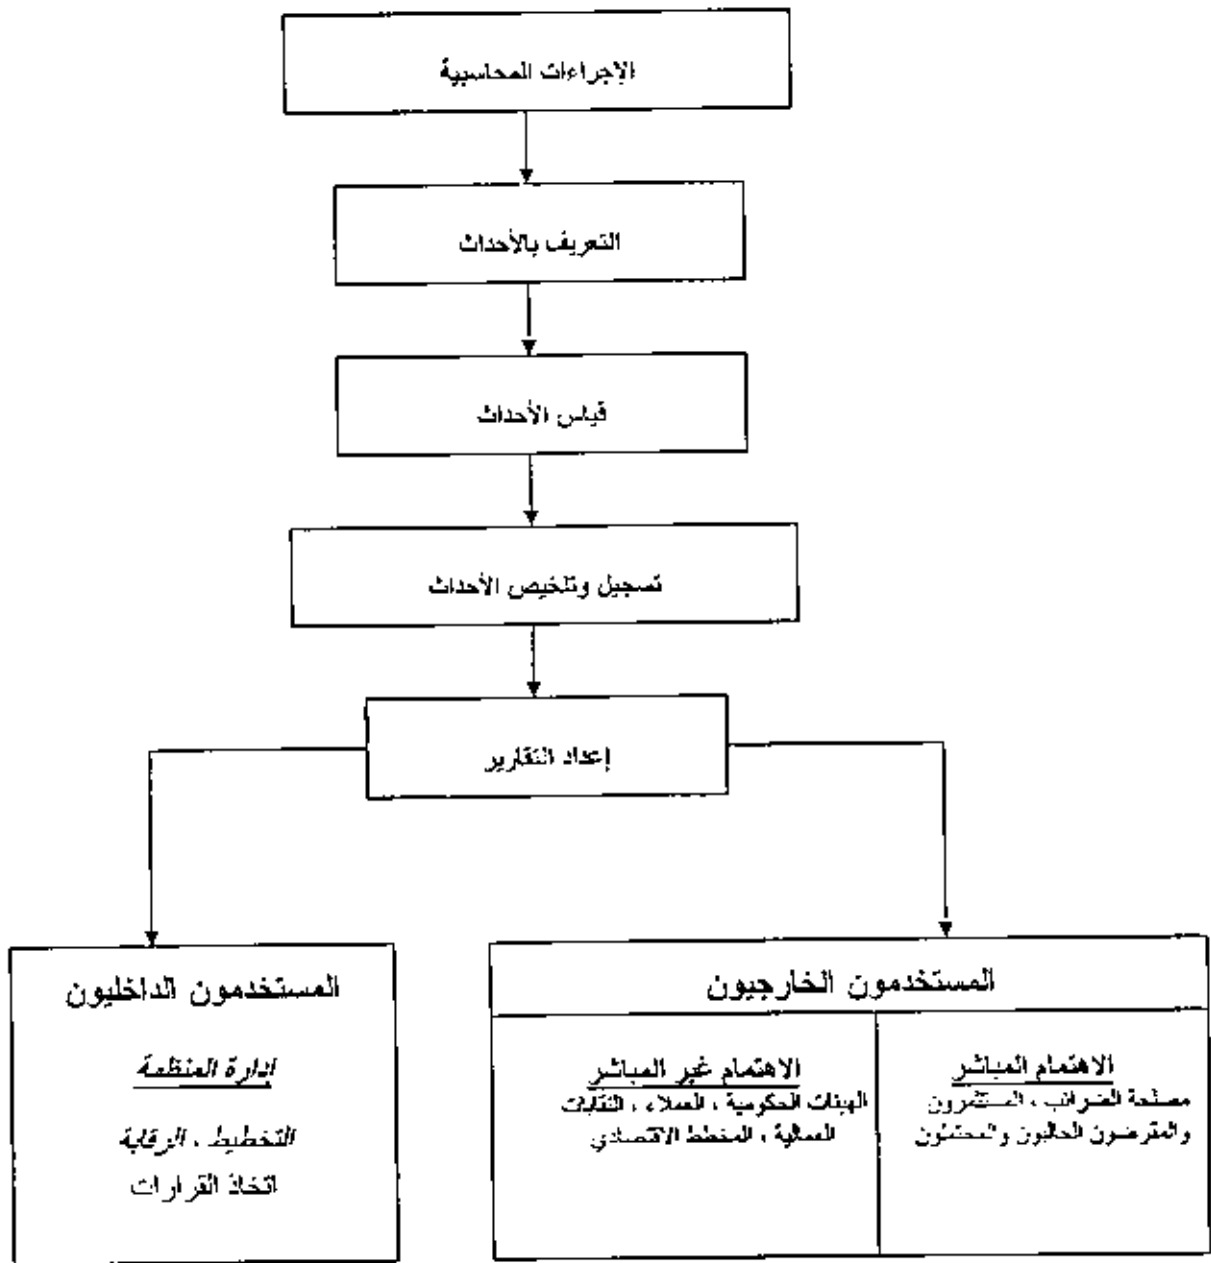 الإجراءات المحاسبية
التعريف بالأحداث
قياس الأحداث
تسجيل وتلخيص الأحداث
إعداد التقارير
المستخدمون الخارجيون
الاهتمام المباشر
مصلحة الضرائب ، المستثمرون
والمقرضون الحاليون والمحتملون
الاهتمام غير المباشر
الهيئات الحكومية ، العملاء ، النقابات
العمالية ، المخطط الاقتصادي
المستخدمون الداخليون
إدارة المنظمة
التخطيط ، الرقابة
اتخاذ القرارات